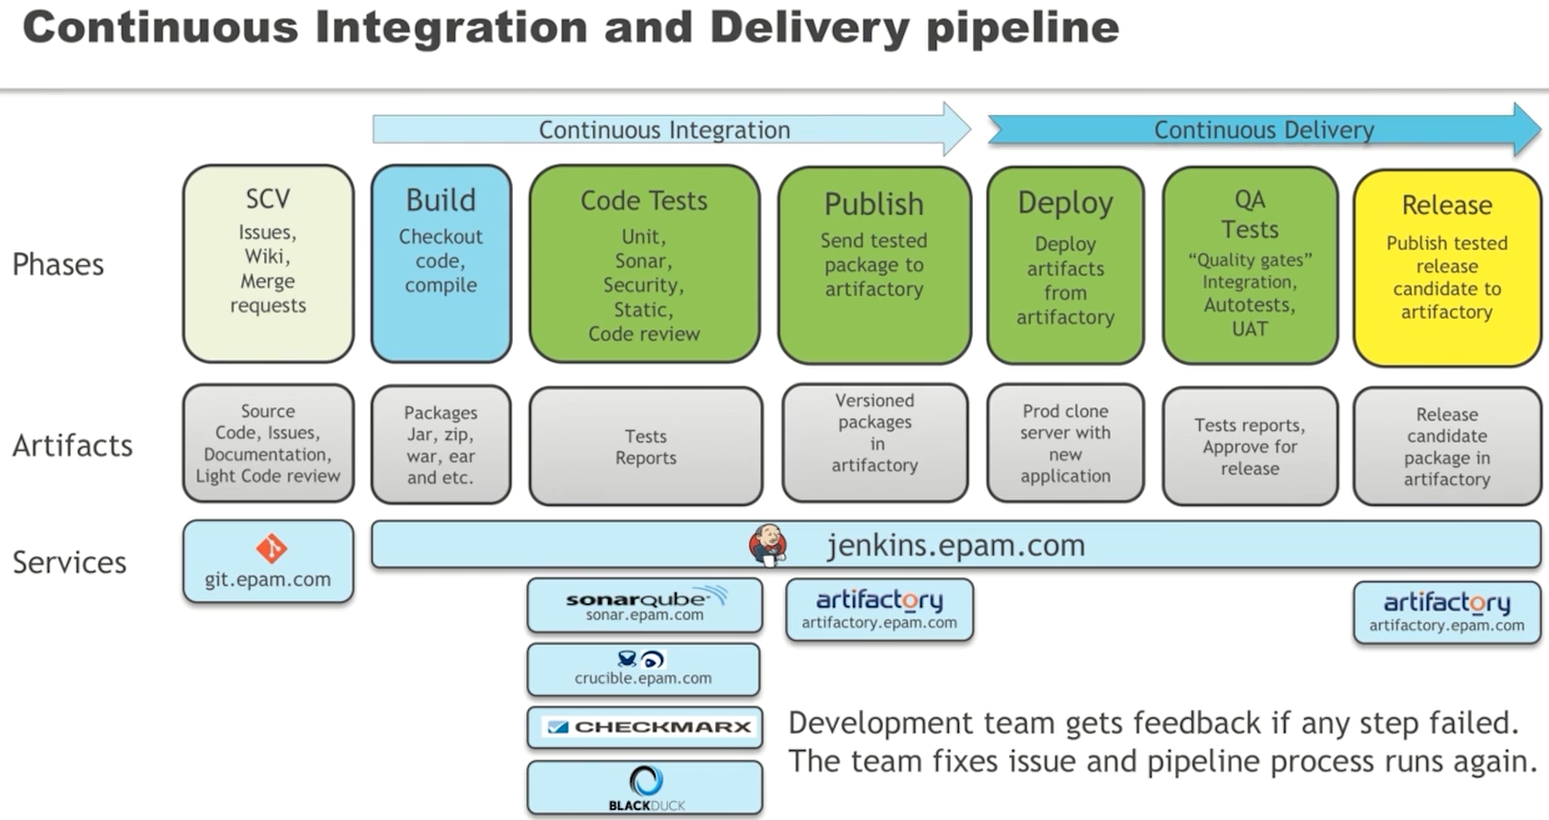 Continuous Integration and Delivery pipeline
Continuous Integration
Continuous Delivery
Phases
SCV
Issues,
Wiki,
Merge
requests
Build
Checkout
code,
compile
Code Tests
Unit,
Sonar,
Security,
Static,
Code review
Publish
Send tested
package to
artifactory
Deploy
Deploy
artifacts
from
artifactory
QA
Tests
“Quality gates”
Integration,
Autotests,
UAT
Release
Publish tested
release
candidate to
artifactory
Artifacts
Source
Code, Issues,
Documentation,
Light Code review
Packages
Jar, zip,
war, ear
and etc.
Tests
Reports
Versioned
packages
in
artifactory
Prod clone
server with
new
application
Tests reports,
Approve for
release
Release
candidate
package in
artifactory
Services
git.epam.com
jenkins.epam.com
sonarqube
sonar.epam.com
crucible.epam.com
CHECKMARX
BLACKDUCK
artifactory
artifactory.epam.com
artifactory
artifactory.epam.com
Development team gets feedback if any step failed.
The team fixes issue and pipeline process runs again.